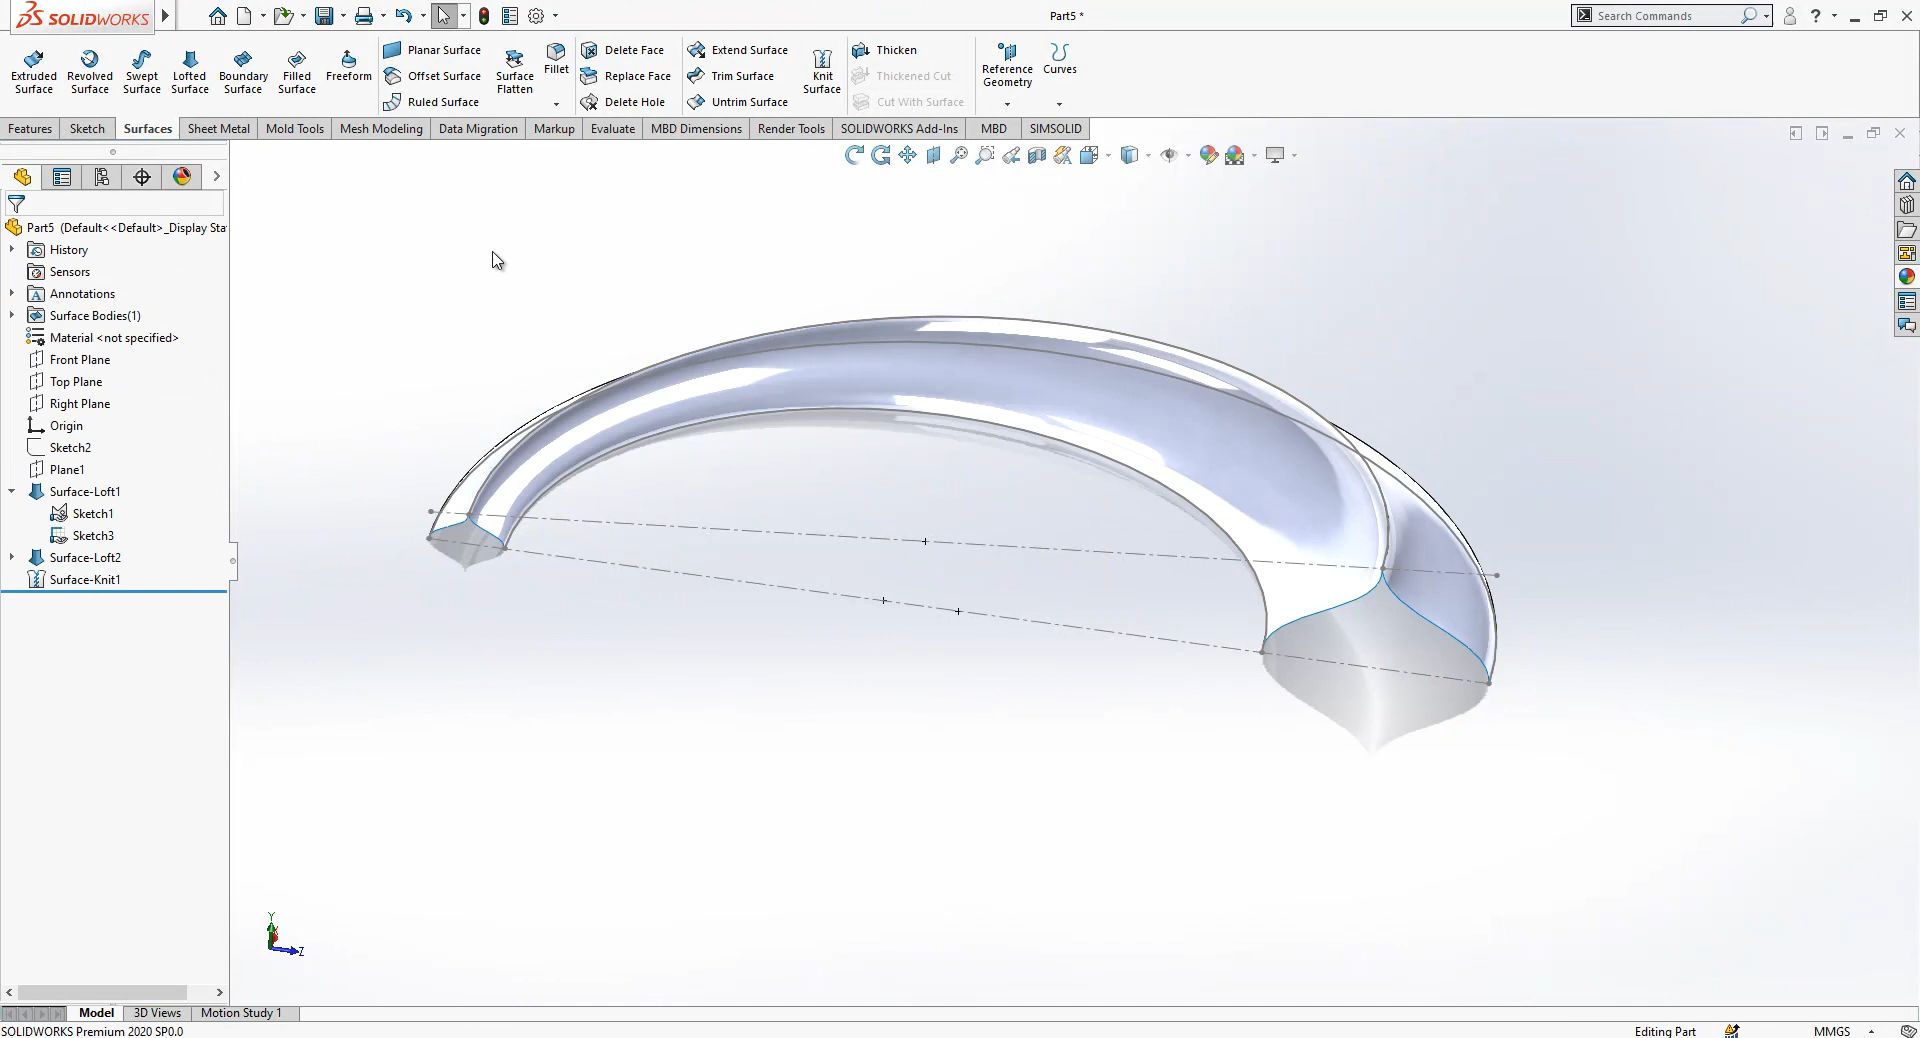 SOLIDWORKS
Part5 *
Search Commands
?
Extruded Surface
Revolved Surface
Swept Surface
Lofted Surface
Boundary Surface
Filled Surface
Freeform
Planar Surface
Offset Surface
Ruled Surface
Surface Flatten
Fillet
Delete Face
Replace Face
Delete Hole
Extend Surface
Trim Surface
Untrim Surface
Knit Surface
Thicken
Thickened Cut
Cut With Surface
Reference Geometry
Curves
Features
Sketch
Surfaces
Sheet Metal
Mold Tools
Mesh Modeling
Data Migration
Markup
Evaluate
MBD Dimensions
Render Tools
SOLIDWORKS Add-Ins
MBD
SIMSOLID
Part5 (Default<<Default>_Display Sta
History
Sensors
Annotations
Surface Bodies(1)
Material <not specified>
Front Plane
Top Plane
Right Plane
Origin
Sketch2
Plane1
Surface-Loft1
Sketch1
Sketch3
Surface-Loft2
Surface-Knit1
Y
Z
Model
3D Views
Motion Study 1
SOLIDWORKS Premium 2020 SP0.0
Editing Part
MMGS